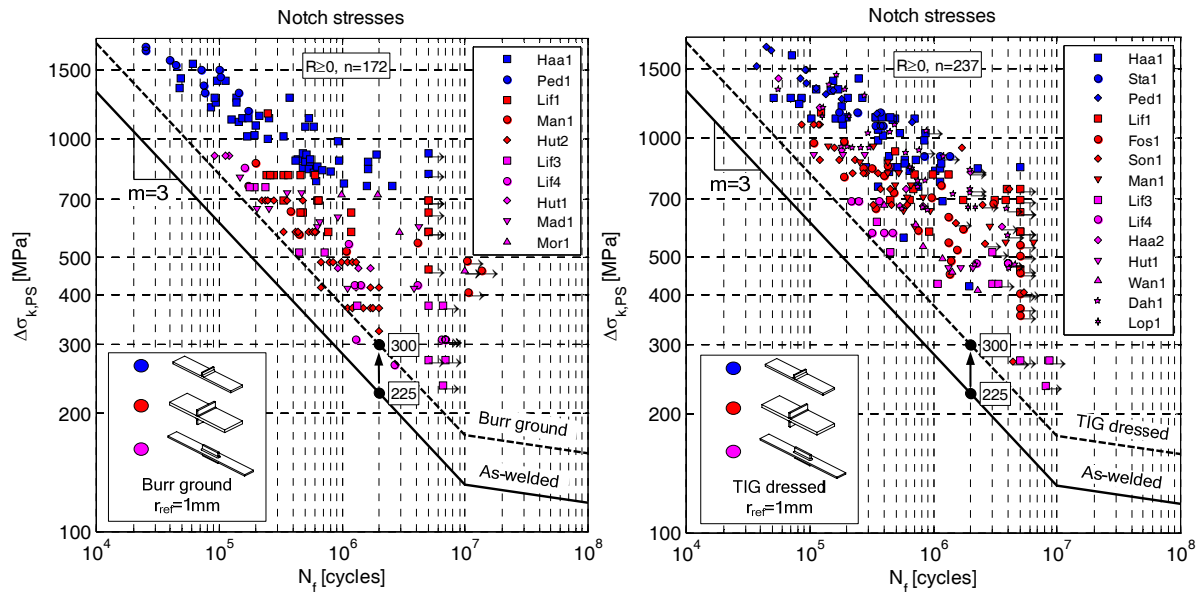 Notch stresses
R≥0, n=172
Haa1
Ped1
Lif1
Man1
Hut2
Lif3
Lif4
Hut1
Mad1
Mor1
1500
1000
700
600
500
400
300
200
100
Δσk,PS [MPa]
m=3
300
225
Burr ground
As-welded
Burr ground
rref=1mm
10^4
10^5
10^6
10^7
10^8
Nf [cycles]
Notch stresses
R≥0, n=237
Haa1
Sta1
Ped1
Lif1
Fos1
Son1
Man1
Lif3
Lif4
Haa2
Hut1
Wan1
Dah1
Lop1
1500
1000
700
600
500
400
300
200
100
Δσk,PS [MPa]
m=3
300
225
TIG dressed
As-welded
TIG dressed
rref=1mm
10^4
10^5
10^6
10^7
10^8
Nf [cycles]